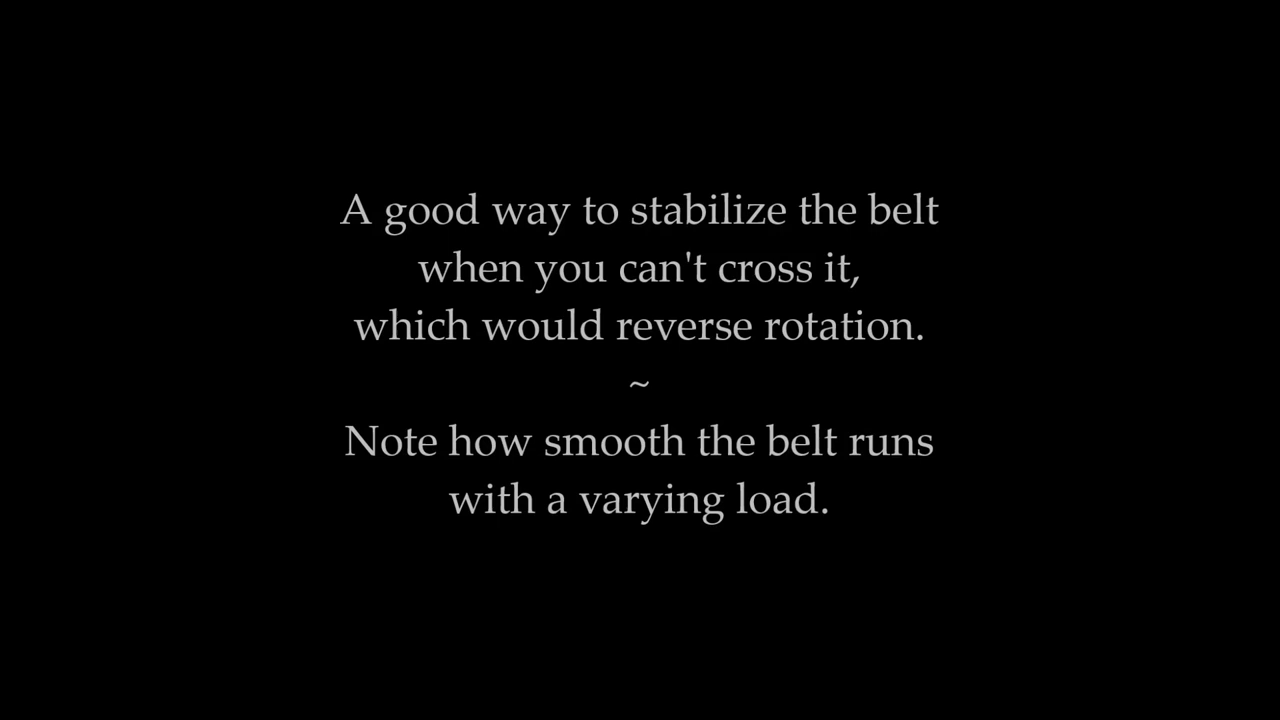 A good way to stabilize the belt
when you can't cross it,
which would reverse rotation.
~
Note how smooth the belt runs
with a varying load.